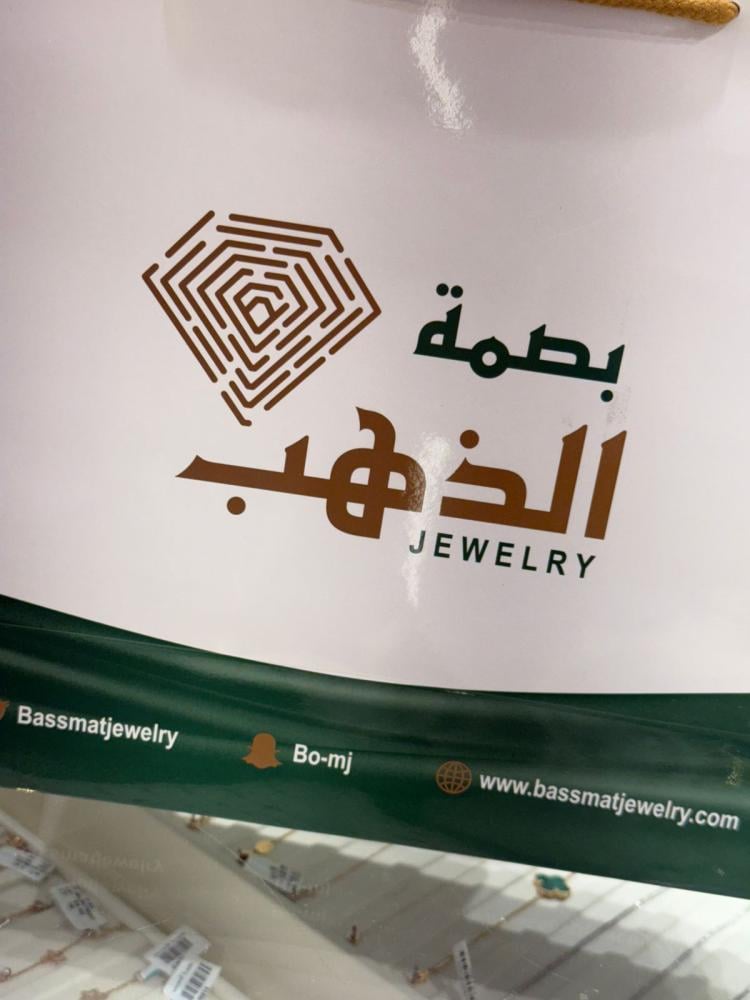 بصمة
الذهب
JEWELRY
Bassmatjewelry
Bo-mj
www.bassmatjewelry.com